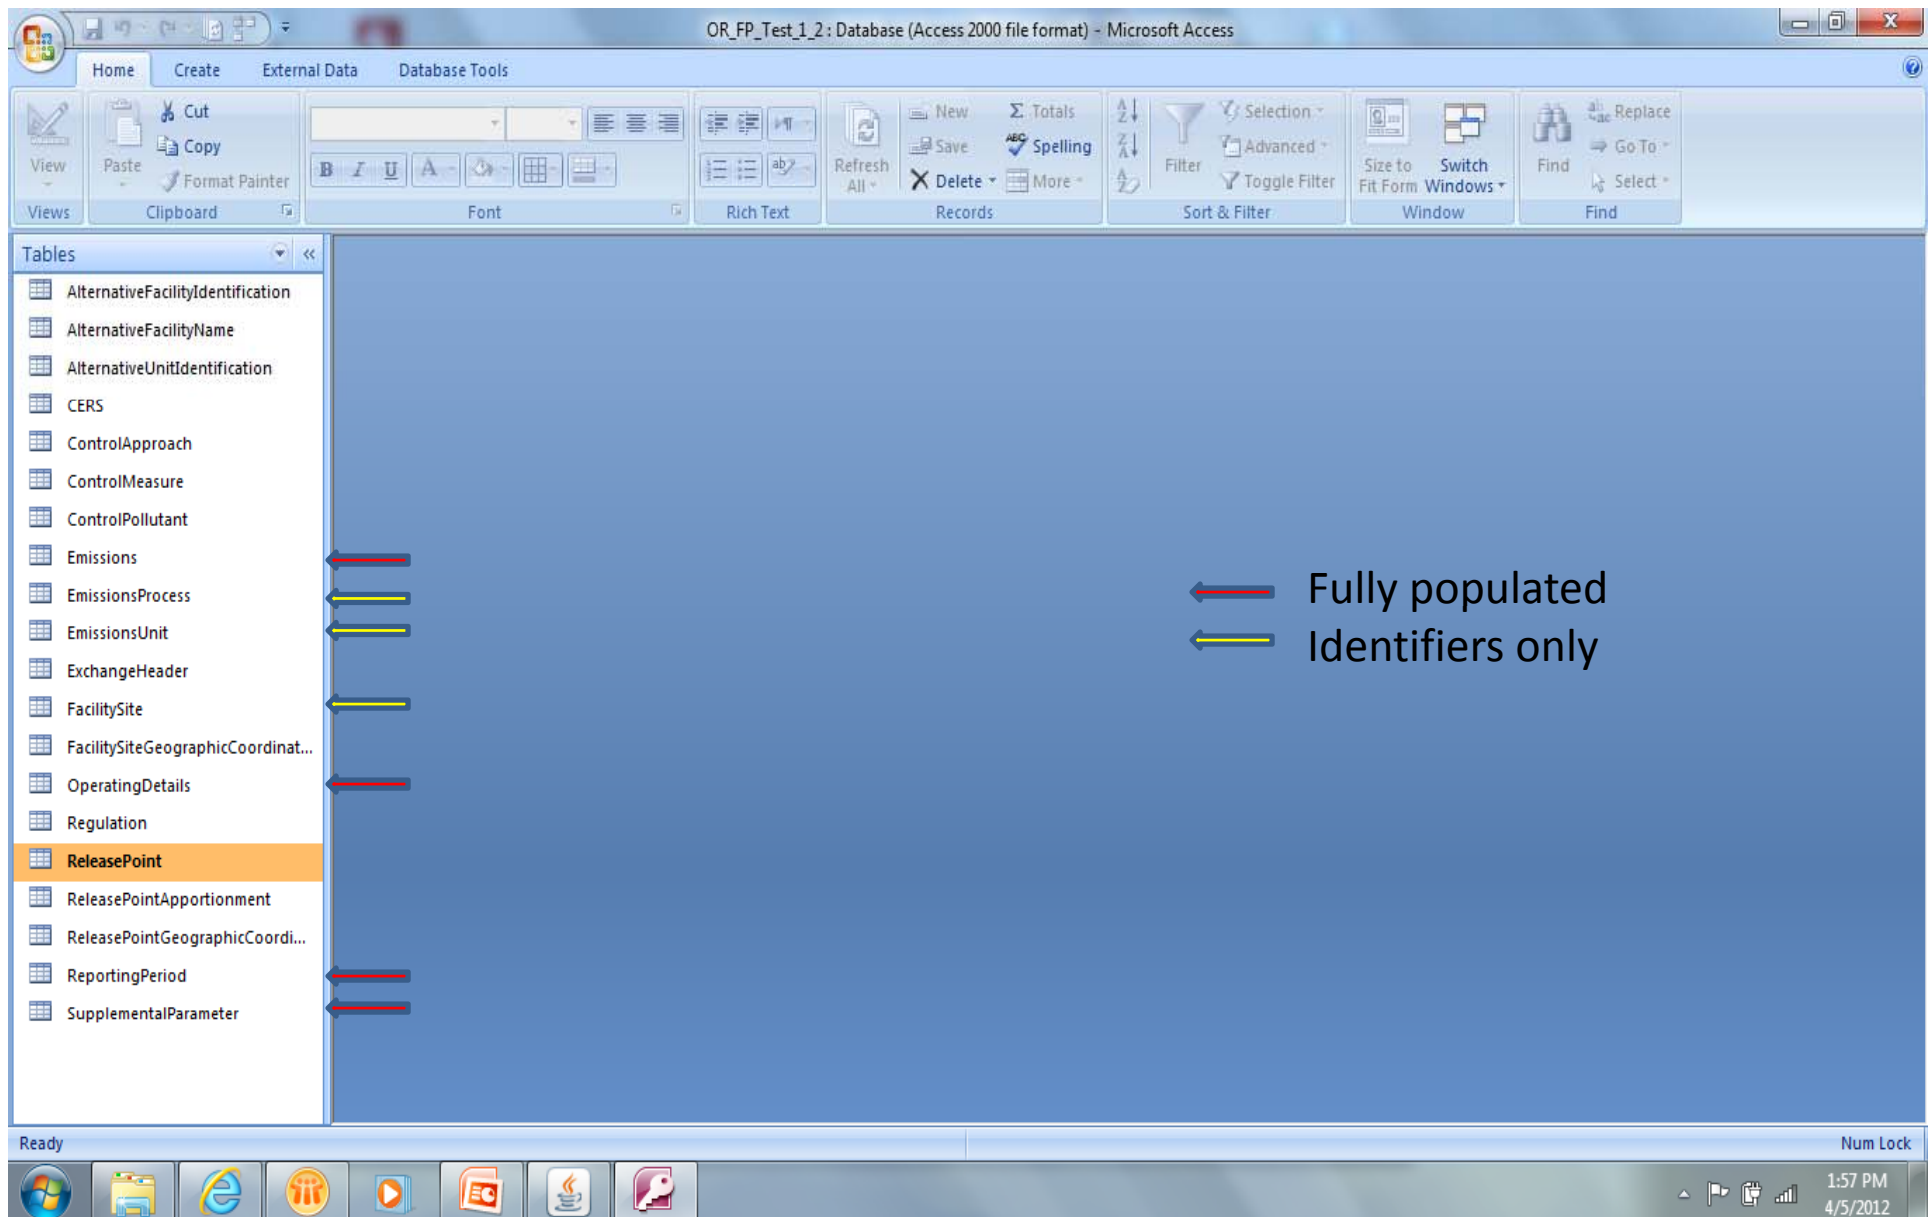 OR_FP_Test_1_2 : Database (Access 2000 file format) - Microsoft Access
Home Create External Data Database Tools
View
Views
Paste
Cut
Copy
Format Painter
Clipboard
B I U A
Font
ab
Rich Text
Refresh All
New
Save
Delete
Σ Totals
ABC Spelling
More
Records
Filter
Selection
Advanced
Toggle Filter
Sort & Filter
Size to Fit Form
Switch Windows
Window
Find
Replace
Go To
Select
Find
Tables
AlternativeFacilityIdentification
AlternativeFacilityName
AlternativeUnitIdentification
CERS
ControlApproach
ControlMeasure
ControlPollutant
Emissions
EmissionsProcess
EmissionsUnit
ExchangeHeader
FacilitySite
FacilitySiteGeographicCoordinat...
OperatingDetails
Regulation
ReleasePoint
ReleasePointApportionment
ReleasePointGeographicCoordi...
ReportingPeriod
SupplementalParameter
Fully populated
Identifiers only
Ready
Num Lock
1:57 PM
4/5/2012